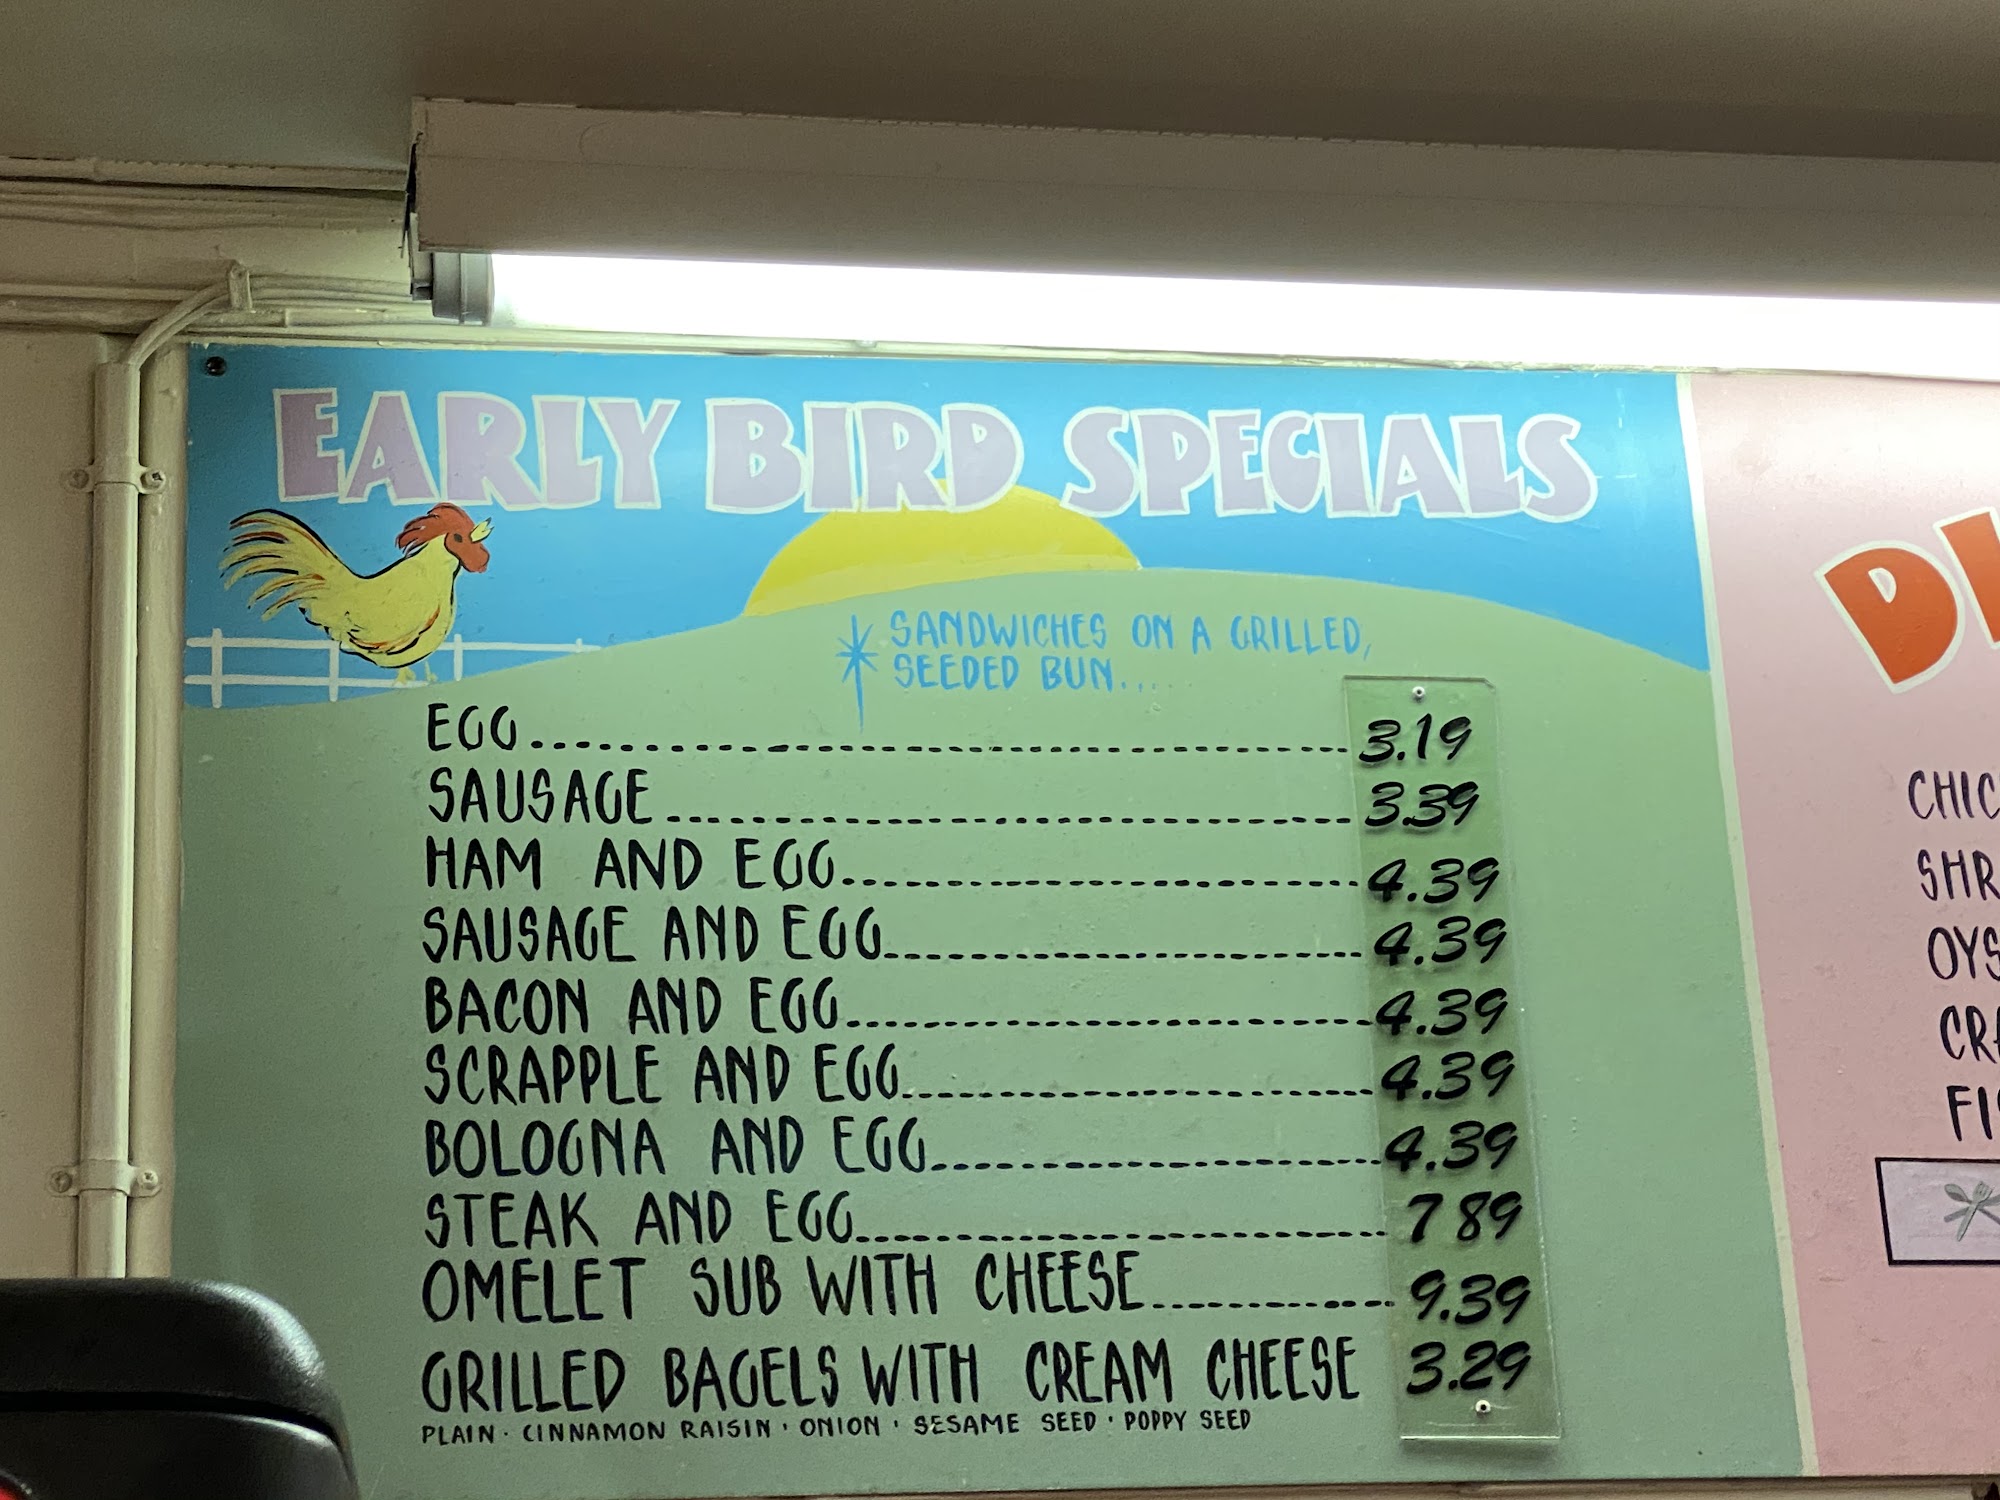 EARLY BIRD SPECIALS
SANDWICHES ON A GRILLED,
SEEDED BUN...
EGG 3.19
SAUSAGE 3.39
HAM AND EGG 4.39
SAUSAGE AND EGG 4.39
BACON AND EGG 4.39
SCRAPPLE AND EGG 4.39
BOLOGNA AND EGG 4.39
STEAK AND EGG 7 89
OMELET SUB WITH CHEESE 9.39
GRILLED BAGELS WITH CREAM CHEESE 3.29
PLAIN · CINNAMON RAISIN · ONION · SESAME SEED · POPPY SEED